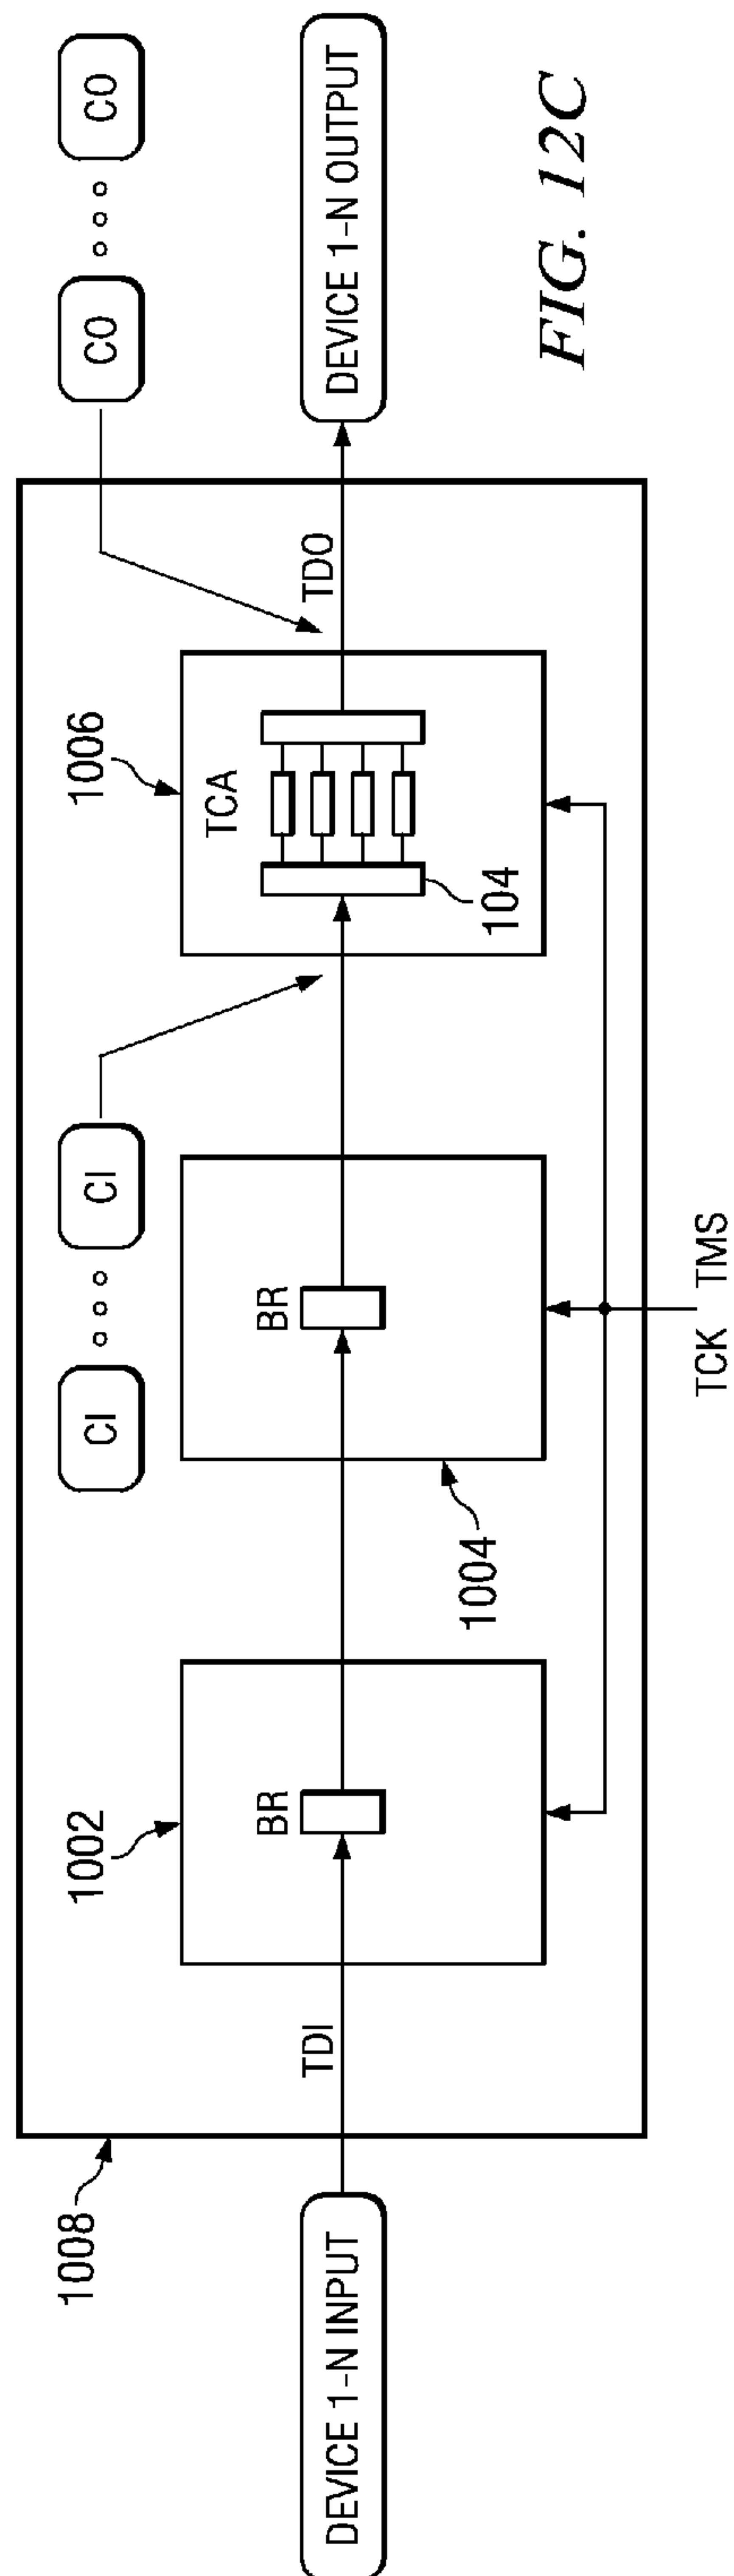 1008
DEVICE 1-N INPUT
TDI
1002
BR
1004
BR
CI
CI
TCK TMS
1006
TCA
104
TDO
CO
CO
DEVICE 1-N OUTPUT
FIG. 12C